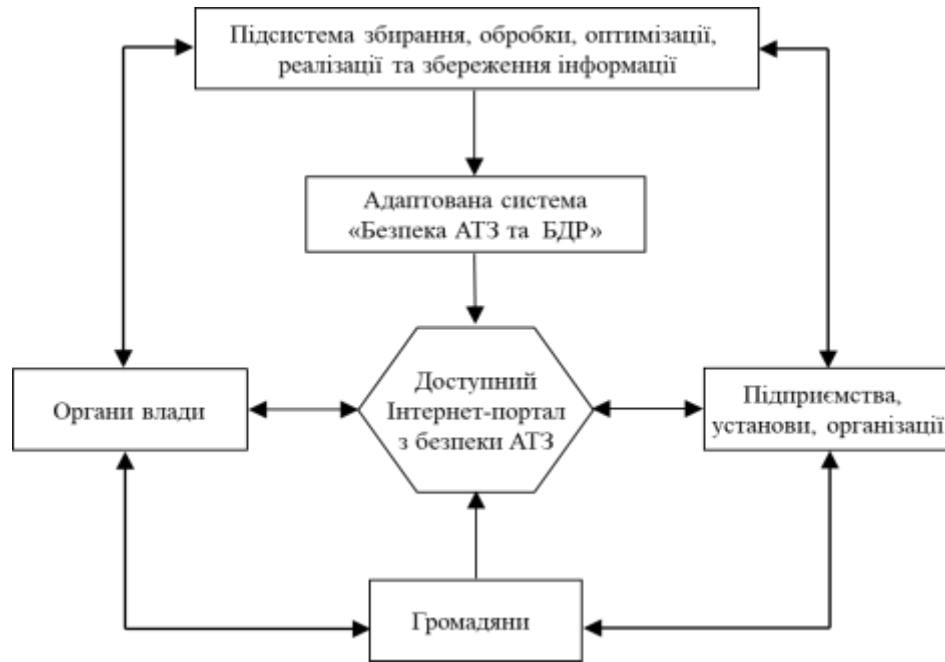 Підсистема збирання, обробки, оптимізації,
реалізації та збереження інформації
Адаптована система
«Безпека АТЗ та БДР»
Органи влади
Доступний
Інтернет-портал
з безпеки АТЗ
Підприємства,
установи, організації
Громадяни